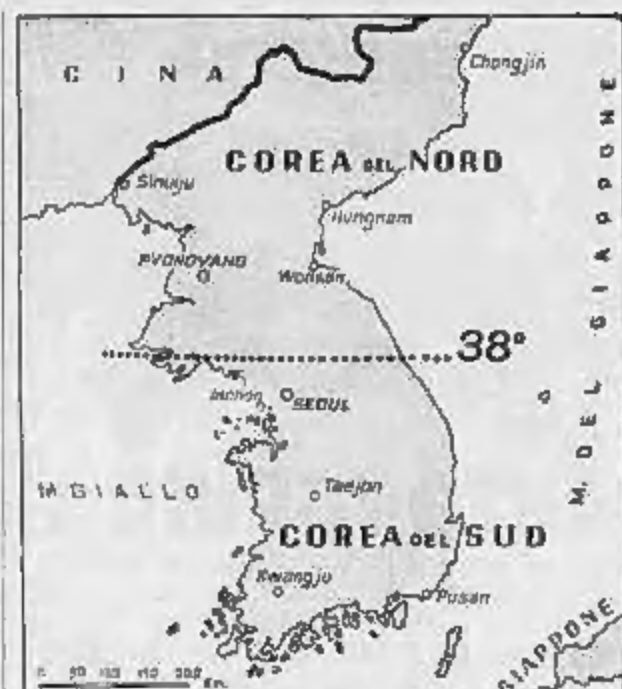 CINA
Chongjin
COREA DEL NORD
Sinuiju
Hungnam
PYONGYANG
Wonsan
38°
Inchon
SEOUL
M. DEL GIAPPONE
M. GIALLO
Taejon
COREA DEL SUD
Kwangju
Pusan
GIAPPONE
Km.